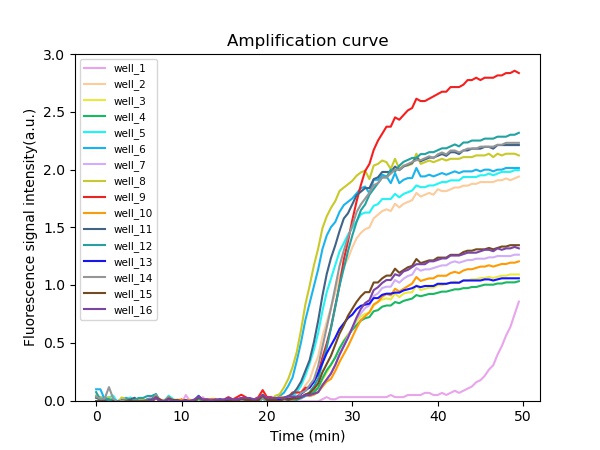 Amplification curve
Fluorescence signal intensity(a.u.)
3.0
2.5
2.0
1.5
1.0
0.5
0.0
well_1
well_2
well_3
well_4
well_5
well_6
well_7
well_8
well_9
well_10
well_11
well_12
well_13
well_14
well_15
well_16
0 10 20 30 40 50
Time (min)